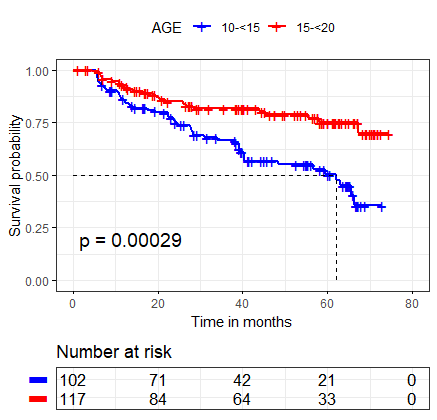 AGE 10-<15 15-<20
Survival probability
1.00
0.75
0.50
0.25
0.00
p = 0.00029
0 20 40 60 80
Time in months
Number at risk
102 71 42 21 0
117 84 64 33 0